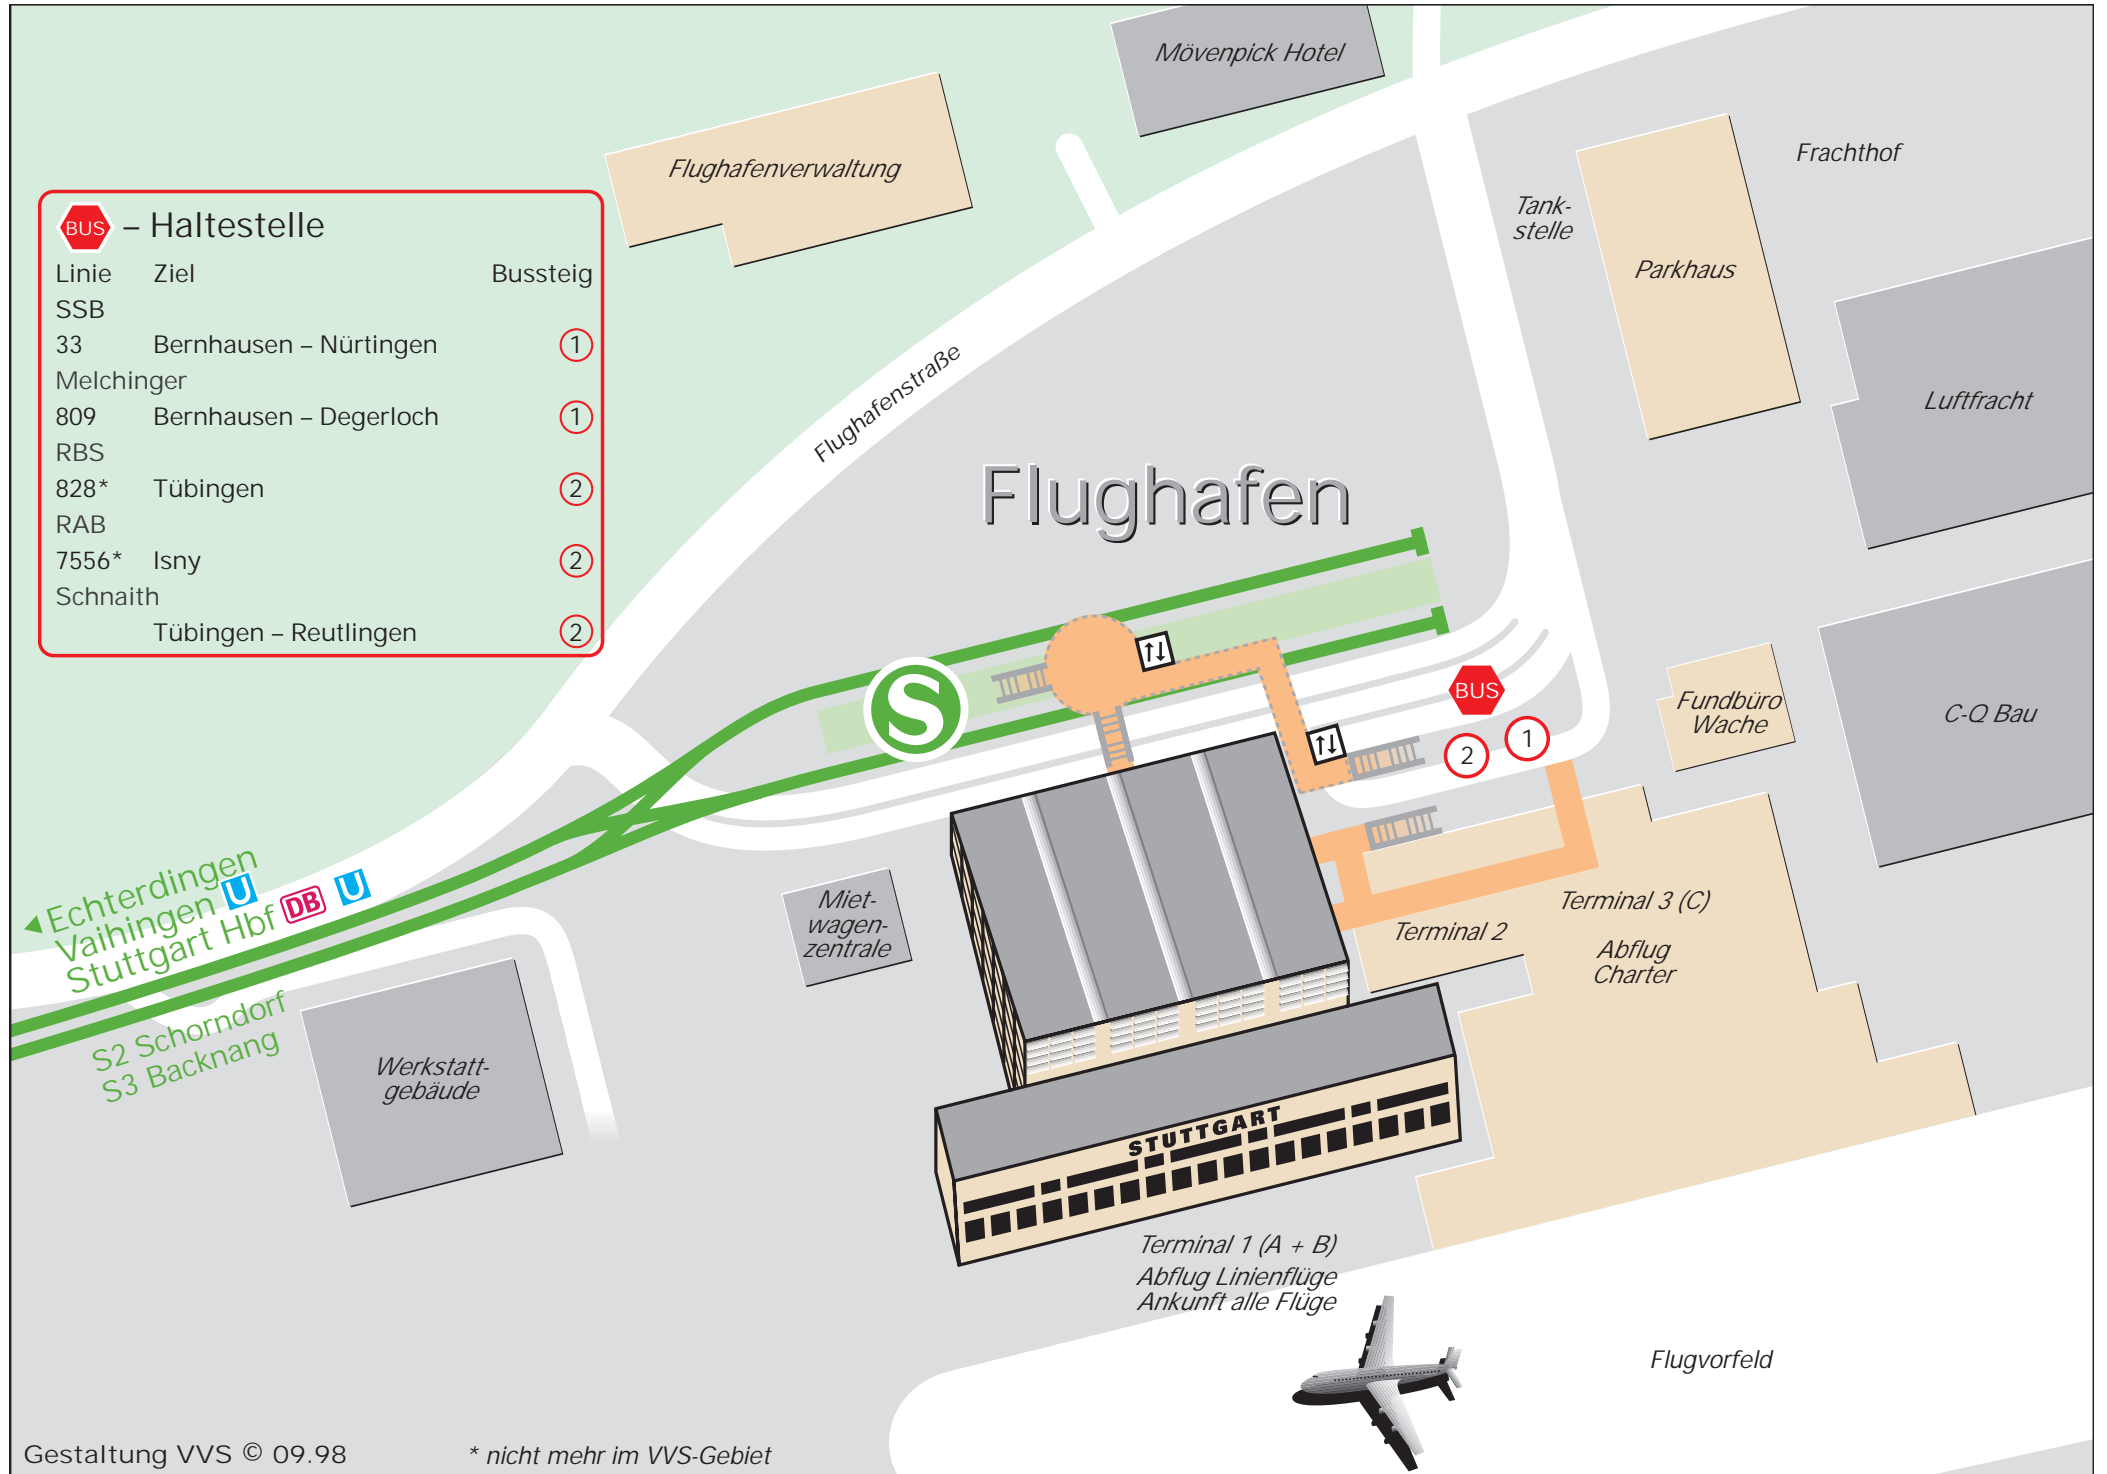 Mövenpick Hotel
Flughafenverwaltung
Frachthof
Tank-
stelle
Parkhaus
Luftfracht
BUS – Haltestelle
Linie Ziel Bussteig
SSB
33 Bernhausen – Nürtingen 1
Melchinger
809 Bernhausen – Degerloch 1
RBS
828* Tübingen 2
RAB
7556* Isny 2
Schnaith
Tübingen – Reutlingen 2
Flughafenstraße
Flughafen
S
BUS
2
1
Fundbüro
Wache
C-Q Bau
Echterdingen
Vaihingen U
Stuttgart Hbf DB U
S2 Schorndorf
S3 Backnang
Miet-
wagen-
zentrale
Werkstatt-
gebäude
Terminal 2
Terminal 3 (C)
Abflug
Charter
STUTTGART
Terminal 1 (A + B)
Abflug Linienflüge
Ankunft alle Flüge
Flugvorfeld
Gestaltung VVS © 09.98
* nicht mehr im VVS-Gebiet